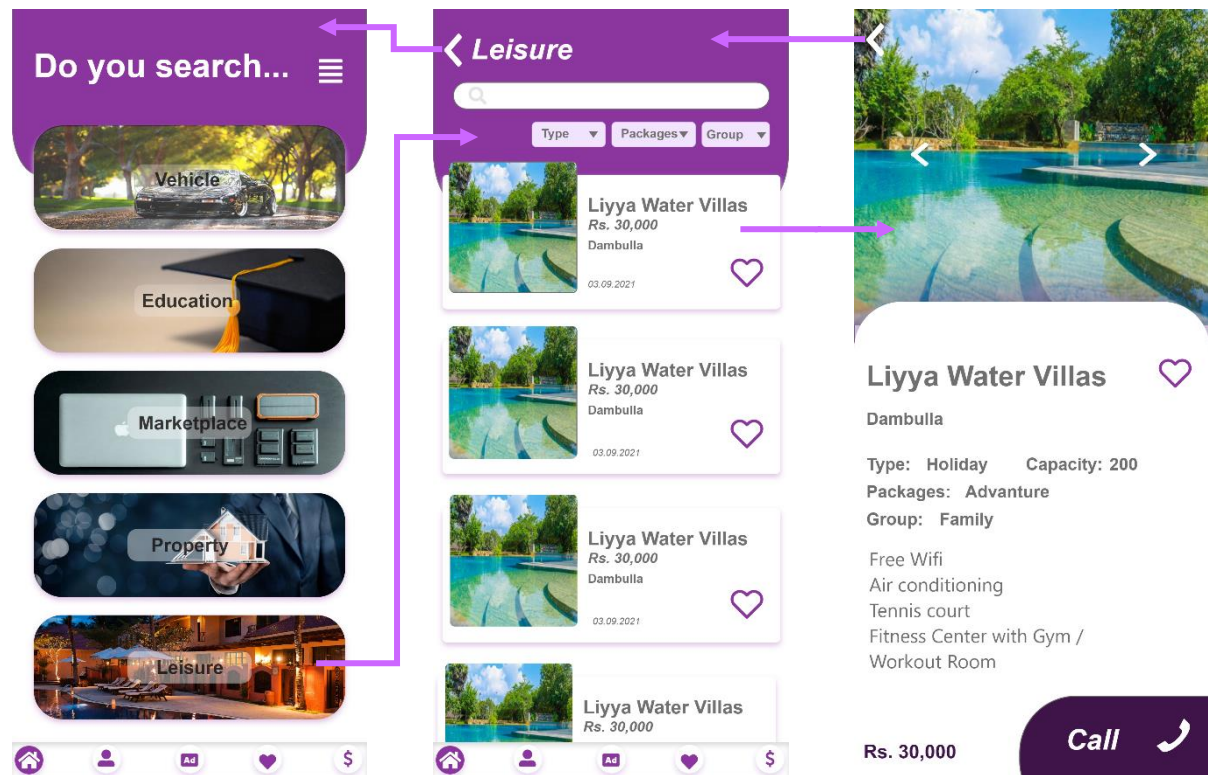 Do you search...
Vehicle
Education
Marketplace
Property
Leisure
Ad
$
Leisure
Type
Packages
Group
Liyya Water Villas
Rs. 30,000
Dambulla
03.09.2021
Liyya Water Villas
Rs. 30,000
Dambulla
03.09.2021
Liyya Water Villas
Rs. 30,000
Dambulla
03.09.2021
Liyya Water Villas
Rs. 30,000
Ad
$
Liyya Water Villas
Dambulla
Type: Holiday Capacity: 200
Packages: Advanture
Group: Family
Free Wifi
Air conditioning
Tennis court
Fitness Center with Gym /
Workout Room
Rs. 30,000
Call